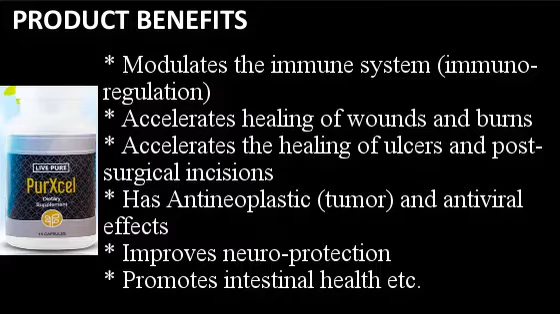 PRODUCT BENEFITS
* Modulates the immune system (immuno-
regulation)
* Accelerates healing of wounds and burns
* Accelerates the healing of ulcers and post-
surgical incisions
* Has Antineoplastic (tumor) and antiviral
effects
* Improves neuro-protection
* Promotes intestinal health etc.
LIVE PURE
PurXcel
Dietary
Supplement